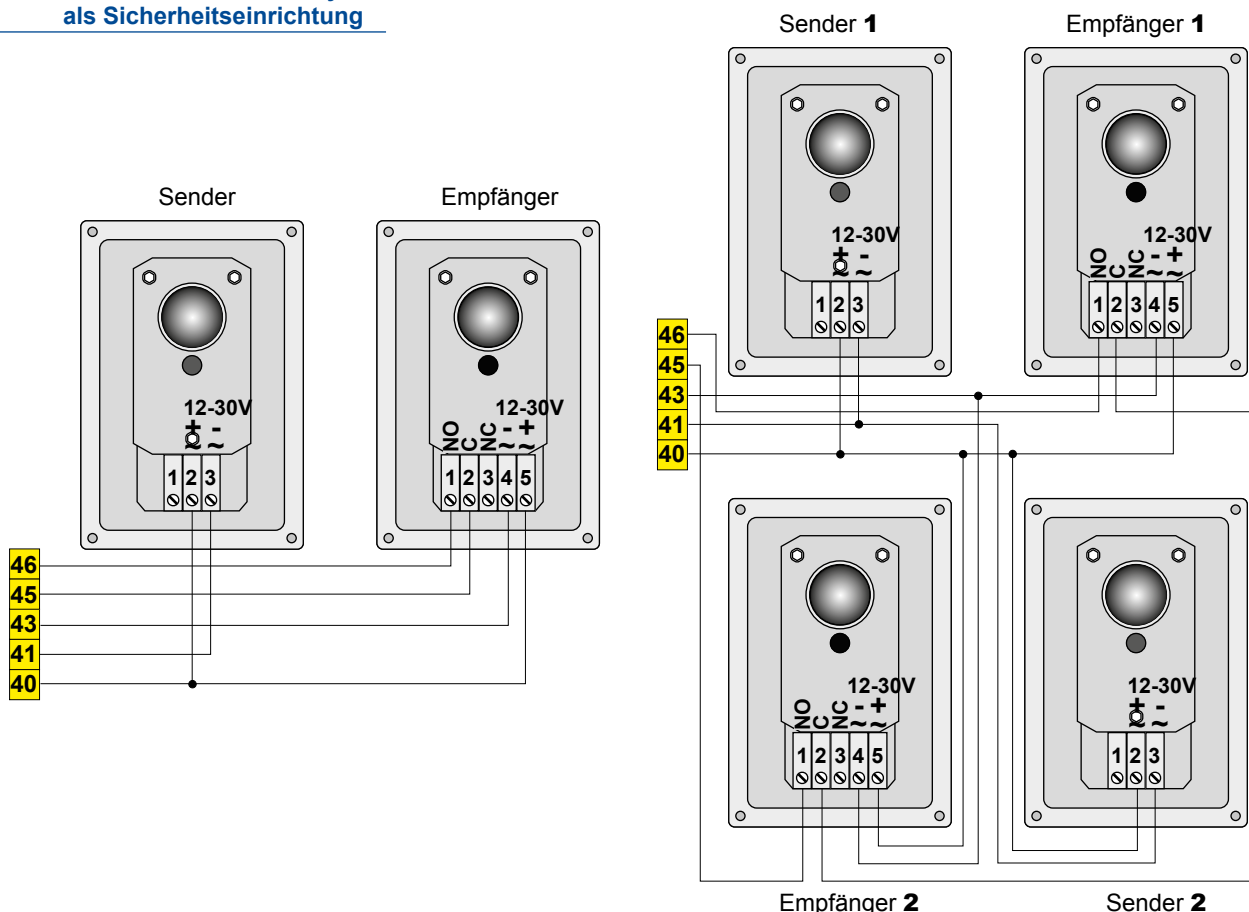 als Sicherheitseinrichtung
Sender
Empfänger
12-30V
+ -
~ ~
1 2 3
12-30V
NO C NC - +
~ ~
1 2 3 4 5
46
45
43
41
40
Sender 1
Empfänger 1
12-30V
+ -
~ ~
1 2 3
12-30V
NO C NC - +
~ ~
1 2 3 4 5
46
45
43
41
40
12-30V
NO C NC - +
~ ~
1 2 3 4 5
12-30V
+ -
~ ~
1 2 3
Empfänger 2
Sender 2